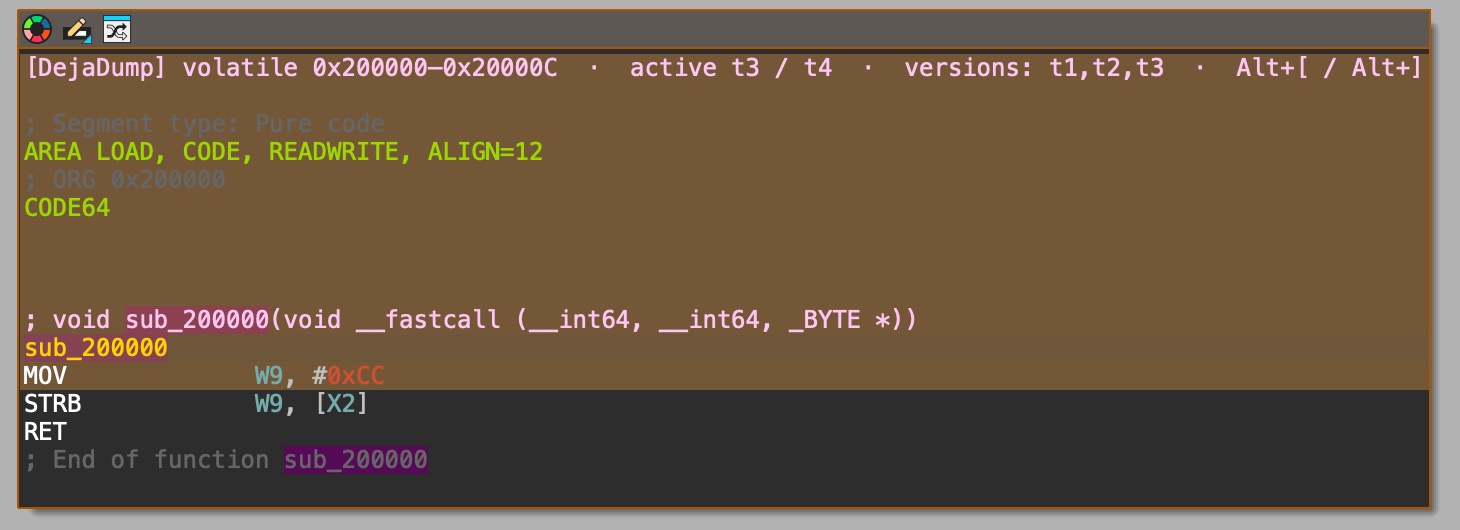 [DejaDump] volatile 0x200000—0x20000C · active t3 / t4 · versions: t1,t2,t3 · Alt+[ / Alt+]
; Segment type: Pure code
AREA LOAD, CODE, READWRITE, ALIGN=12
; ORG 0x200000
CODE64
; void sub_200000(void __fastcall (__int64, __int64, _BYTE *))
sub_200000
MOV W9, #0xCC
STRB W9, [X2]
RET
; End of function sub_200000